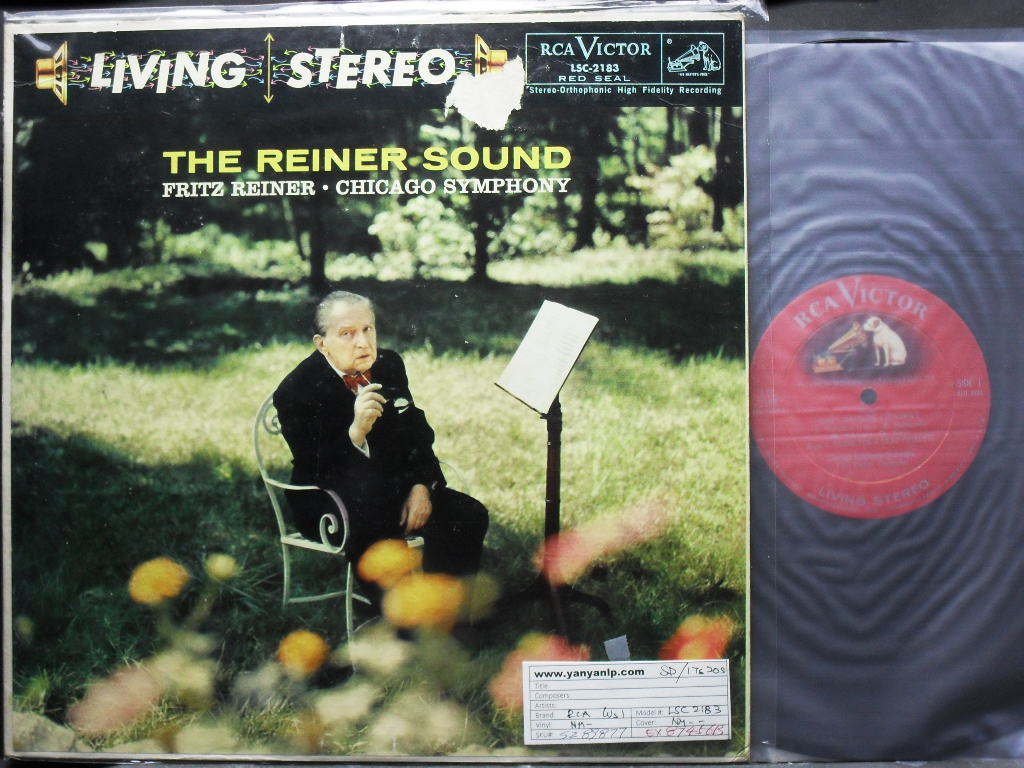 LIVING STEREO
RCA VICTOR
LSC-2183
RED SEAL
"HIS MASTER'S VOICE"
Stereo-Orthophonic High Fidelity Recording
THE REINER SOUND
FRITZ REINER • CHICAGO SYMPHONY
RCA VICTOR
SIDE 1
LIVING STEREO
www.yanyanlp.com
Title:
Composers:
Artists:
Brand: RCA (US) Model #: LSC 2183
Vinyl: NM- Cover: NM--
SKU#: